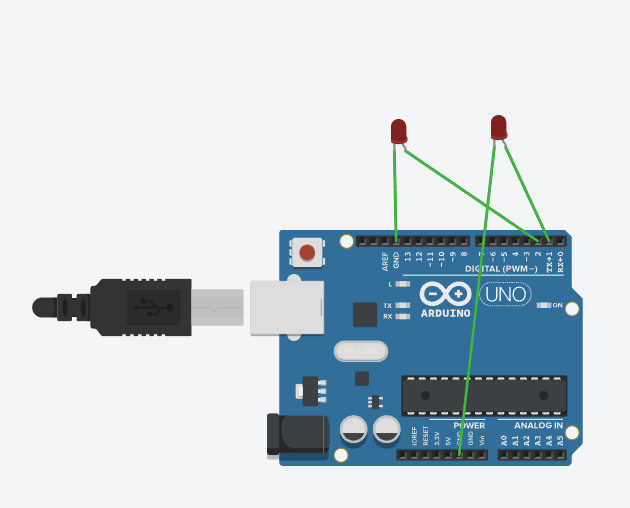 AREF
GND
13
12
~11
~10
~9
8
7
~6
~5
4
~3
2
TX→1
RX←0
DIGITAL (PWM~)
L
TX
RX
ARDUINO
UNO
ON
POWER
ANALOG IN
IOREF
RESET
3.3V
5V
GND
GND
Vin
A0
A1
A2
A3
A4
A5